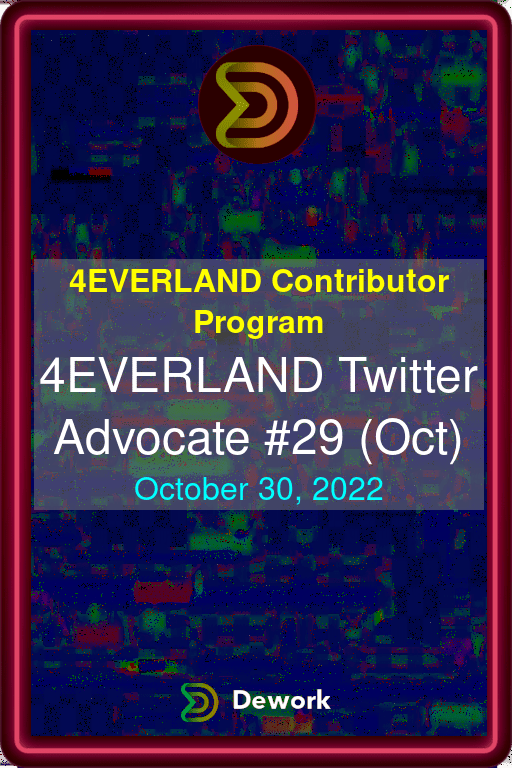 4EVERLAND Contributor
Program
4EVERLAND Twitter
Advocate #29 (Oct)
October 30, 2022
Dework